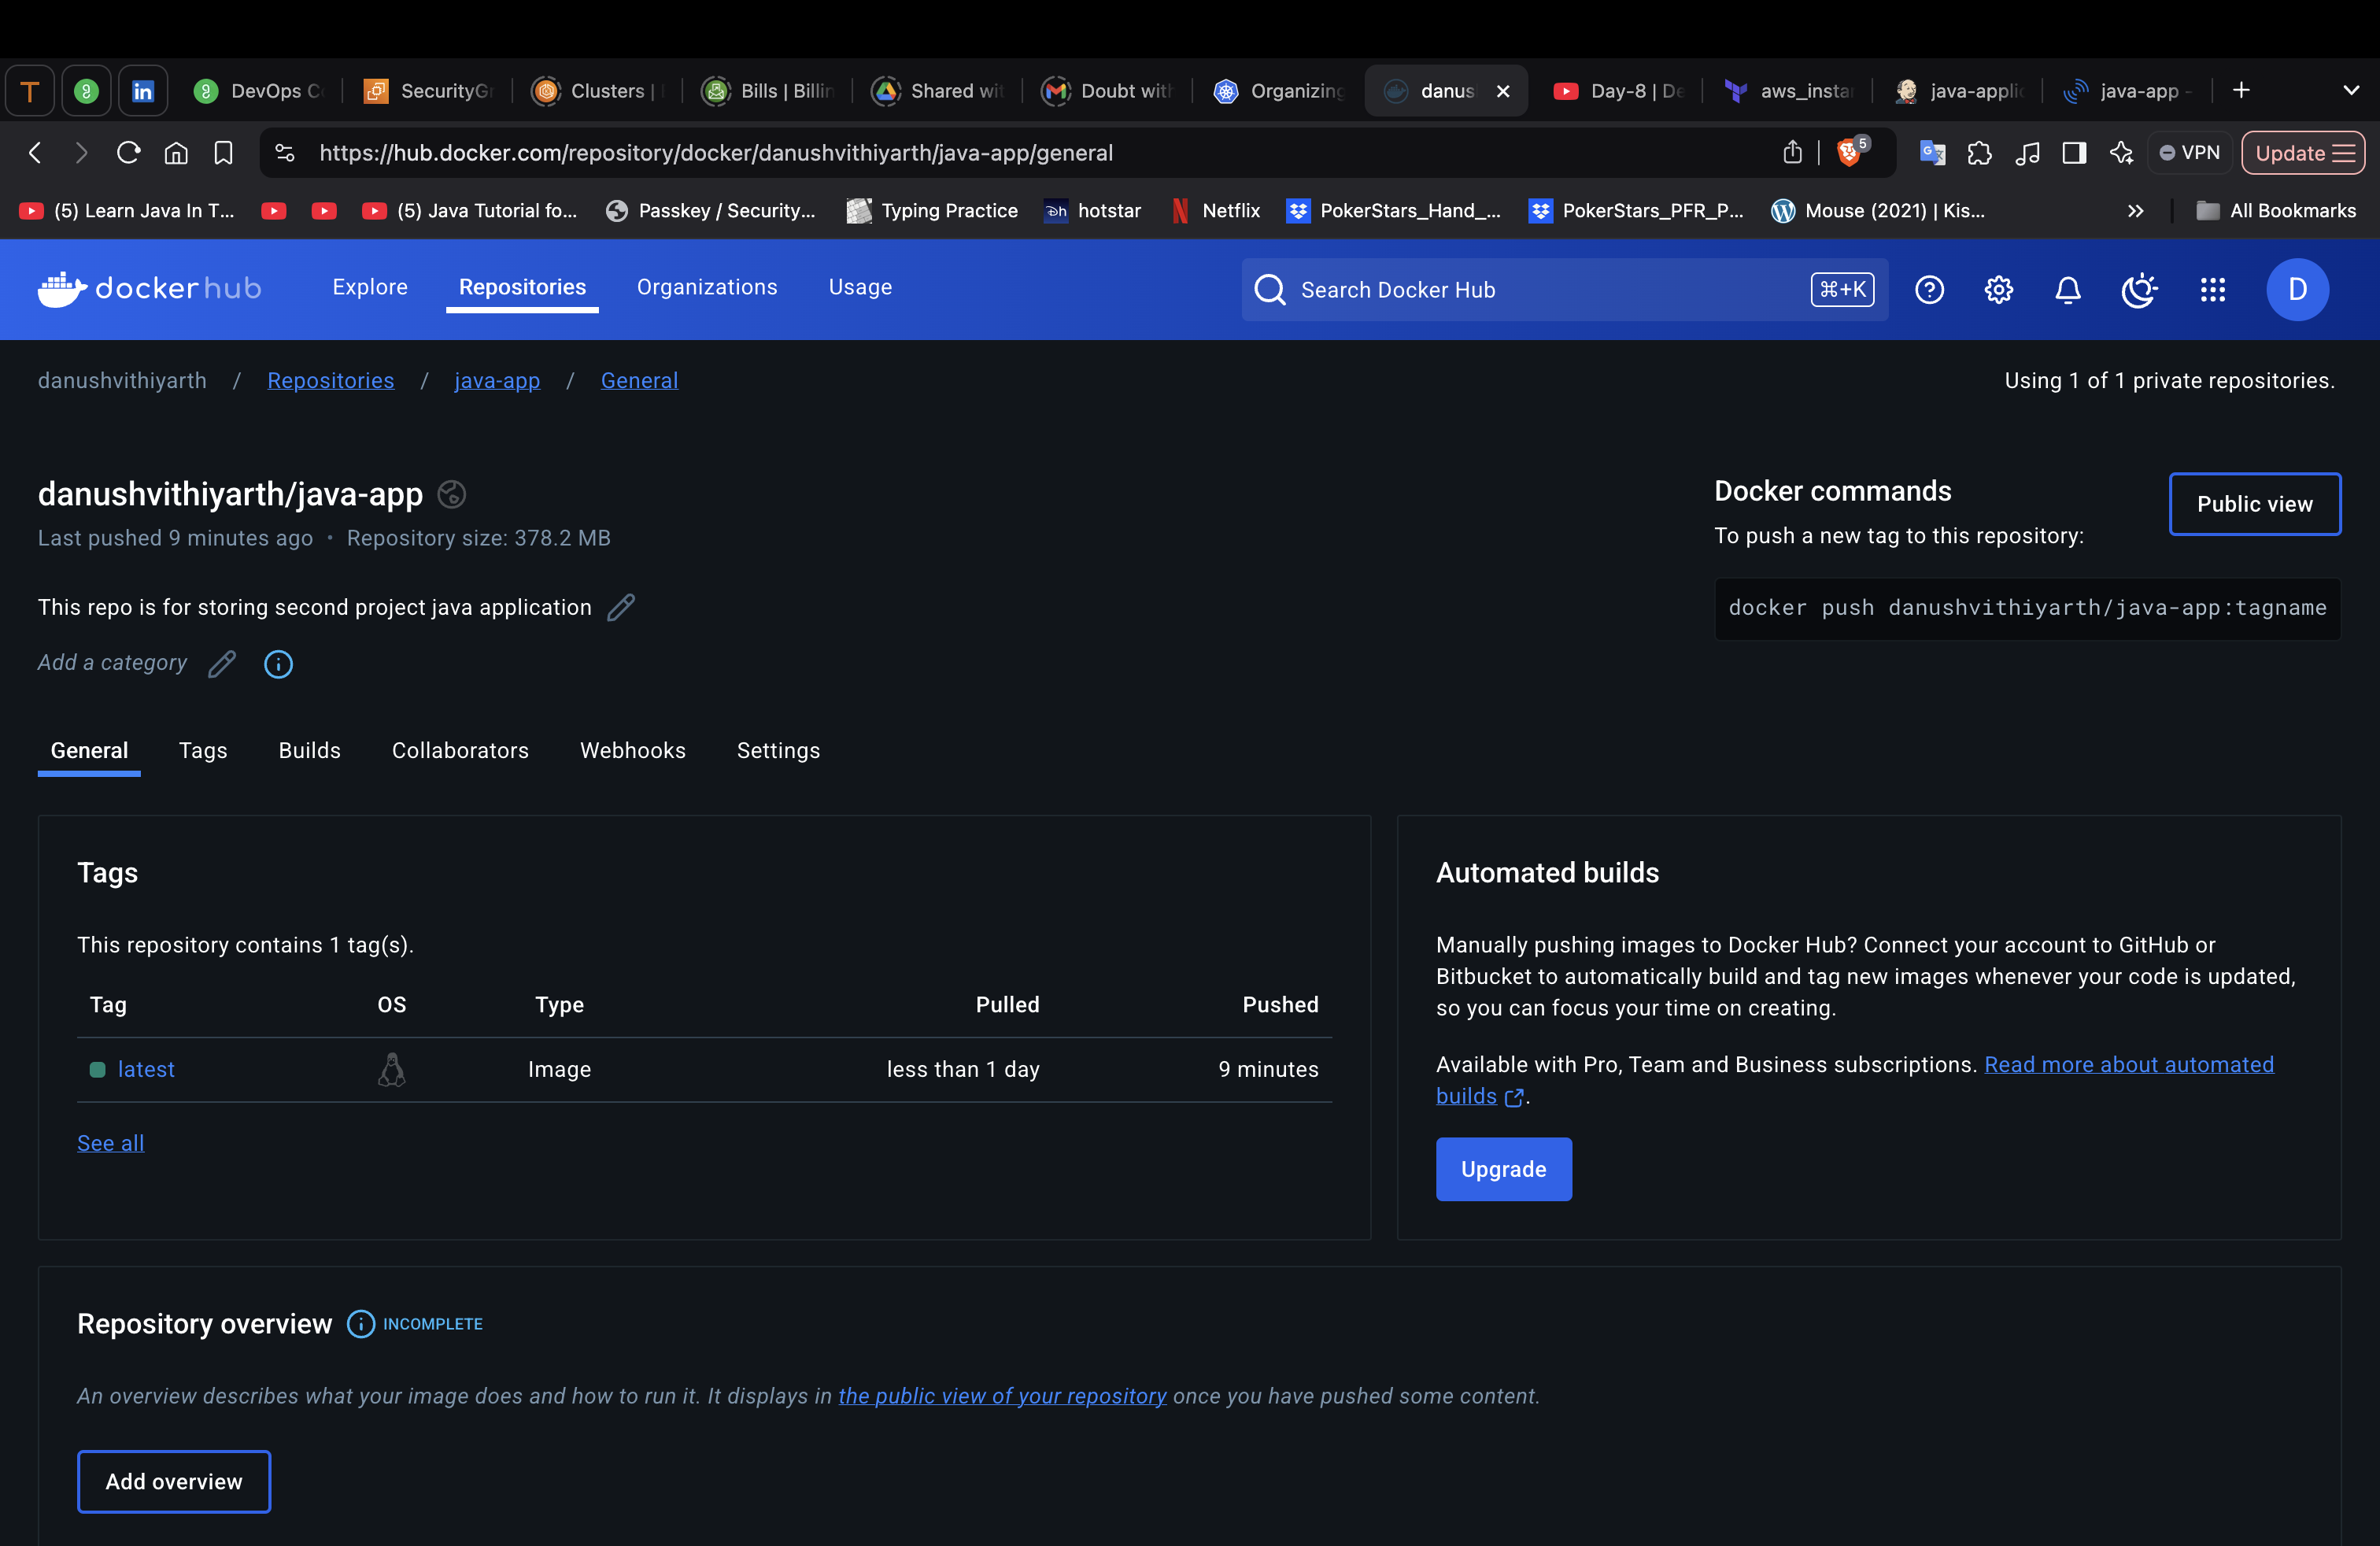 DevOps C
SecurityGr
Clusters |
Bills | Billin
Shared wit
Doubt with
Organizing
danus
Day-8 | De
aws_instar
java-applic
java-app -
https://hub.docker.com/repository/docker/danushvithiyarth/java-app/general
5
VPN
Update
(5) Learn Java In T...
(5) Java Tutorial fo...
Passkey / Security...
Typing Practice
hotstar
Netflix
PokerStars_Hand_...
PokerStars_PFR_P...
Mouse (2021) | Kis...
All Bookmarks
dockerhub
Explore
Repositories
Organizations
Usage
Search Docker Hub
⌘+K
D
danushvithiyarth / Repositories / java-app / General
Using 1 of 1 private repositories.
danushvithiyarth/java-app
Last pushed 9 minutes ago • Repository size: 378.2 MB
This repo is for storing second project java application
Add a category
Docker commands
Public view
To push a new tag to this repository:
docker push danushvithiyarth/java-app:tagname
General
Tags
Builds
Collaborators
Webhooks
Settings
Tags
This repository contains 1 tag(s).
Tag OS Type Pulled Pushed
latest Image less than 1 day 9 minutes
See all
Automated builds
Manually pushing images to Docker Hub? Connect your account to GitHub or
Bitbucket to automatically build and tag new images whenever your code is updated,
so you can focus your time on creating.
Available with Pro, Team and Business subscriptions. Read more about automated
builds.
Upgrade
Repository overview
INCOMPLETE
An overview describes what your image does and how to run it. It displays in the public view of your repository once you have pushed some content.
Add overview